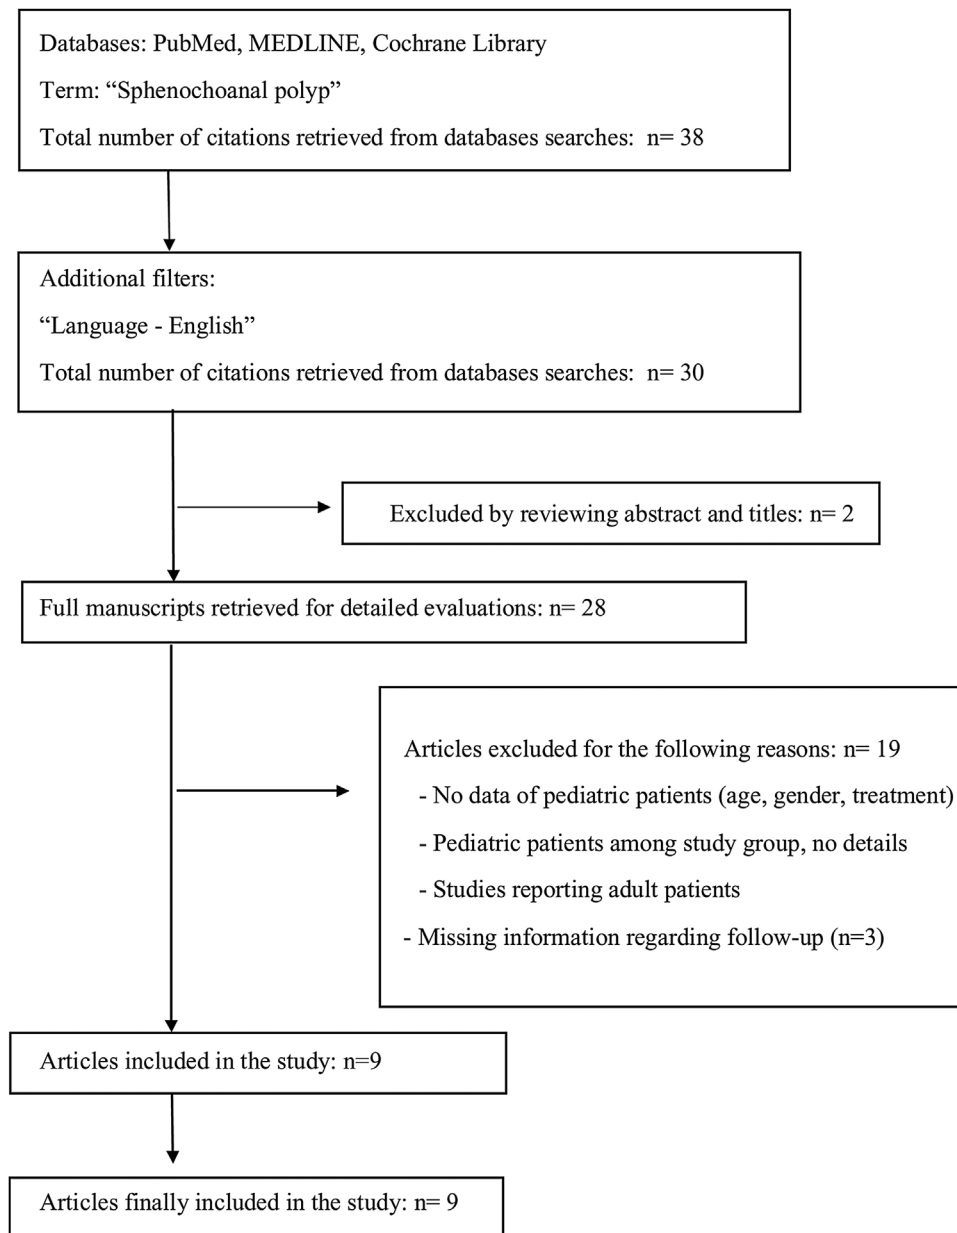 Databases: PubMed, MEDLINE, Cochrane Library
Term: “Sphenochoanal polyp”
Total number of citations retrieved from databases searches:  n= 38
Additional filters:
“Language - English”
Total number of citations retrieved from databases searches:  n= 30
Excluded by reviewing abstract and titles: n= 2
Full manuscripts retrieved for detailed evaluations: n= 28
Articles excluded for the following reasons: n= 19
- No data of pediatric patients (age, gender, treatment)
- Pediatric patients among study group, no details
- Studies reporting adult patients
- Missing information regarding follow-up (n=3)
Articles included in the study: n=9
Articles finally included in the study: n= 9